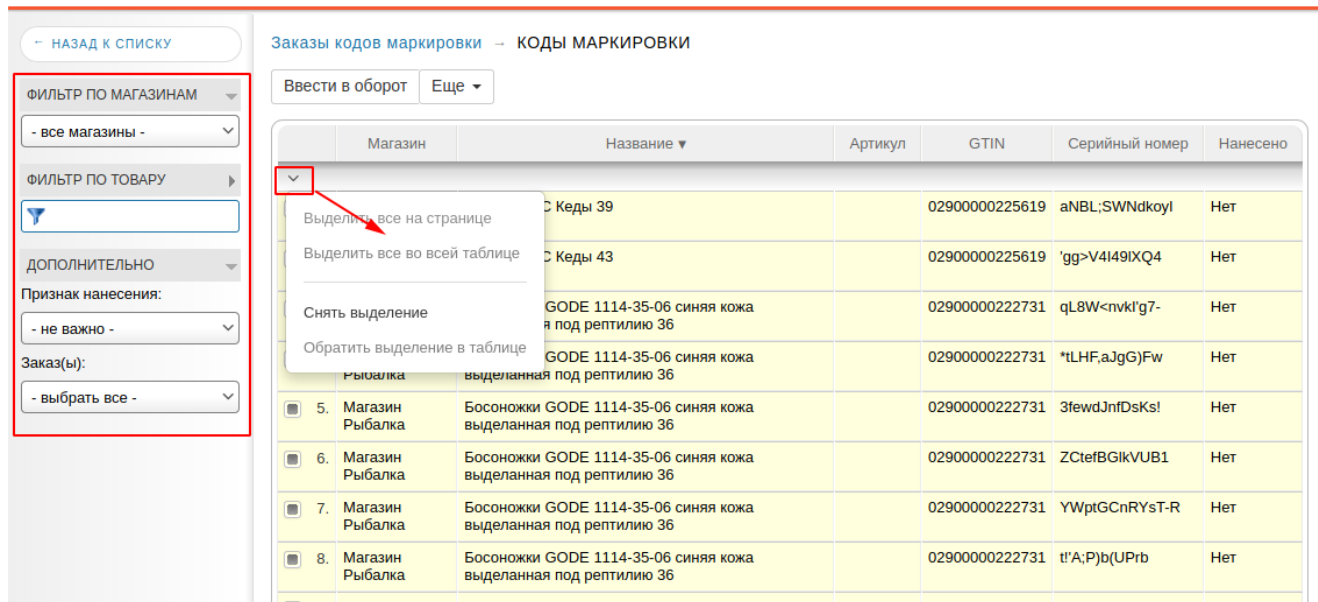 ← НАЗАД К СПИСКУ
ФИЛЬТР ПО МАГАЗИНАМ
- все магазины -
ФИЛЬТР ПО ТОВАРУ
ДОПОЛНИТЕЛЬНО
Признак нанесения:
- не важно -
Заказ(ы):
- выбрать все -
Заказы кодов маркировки → КОДЫ МАРКИРОВКИ
Ввести в оборот Еще
Магазин Название ▼ Артикул GTIN Серийный номер Нанесено
Выделить все на странице
Выделить все во всей таблице
Снять выделение
Обратить выделение в таблице
С Кеды 39 02900000225619 aNBL;SWNdkoyl Нет
С Кеды 43 02900000225619 'gg>V4I49IXQ4 Нет
GODE 1114-35-06 синяя кожа 02900000222731 qL8W<nvkl'g7- Нет
я под рептилию 36
GODE 1114-35-06 синяя кожа 02900000222731 *tLHF,aJgG)Fw Нет
Рыбалка выделанная под рептилию 36
5. Магазин Босоножки GODE 1114-35-06 синяя кожа 02900000222731 3fewdJnfDsKs! Нет
Рыбалка выделанная под рептилию 36
6. Магазин Босоножки GODE 1114-35-06 синяя кожа 02900000222731 ZCtefBGlkVUB1 Нет
Рыбалка выделанная под рептилию 36
7. Магазин Босоножки GODE 1114-35-06 синяя кожа 02900000222731 YWptGCnRYsT-R Нет
Рыбалка выделанная под рептилию 36
8. Магазин Босоножки GODE 1114-35-06 синяя кожа 02900000222731 t!'A;P)b(UPrb Нет
Рыбалка выделанная под рептилию 36